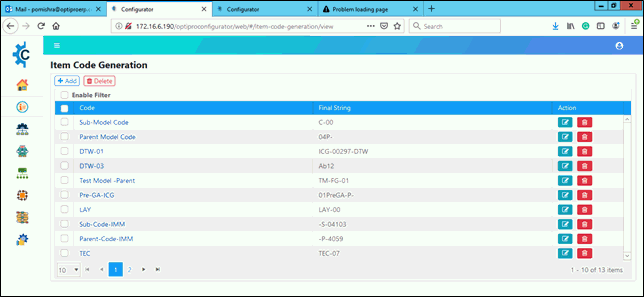 Mail - pomishra@optiproerp.c
Configurator
Configurator
Problem loading page
172.16.6.190/optiproconfigurator/web/#/item-code-generation/view
Search
Item Code Generation
+ Add Delete
Enable Filter
Code Final String Action
Sub-Model Code C-00
Parent Model Code 04P-
DTW-01 ICG-00297-DTW
DTW-03 Ab12
Test Model -Parent TM-FG-01
Pre-GA-ICG 01PreGA-P-
LAY LAY-00
Sub-Code-IMM -S-04103
Parent-Code-IMM -P-4059
TEC TEC-07
10 1 2 1 - 10 of 13 items